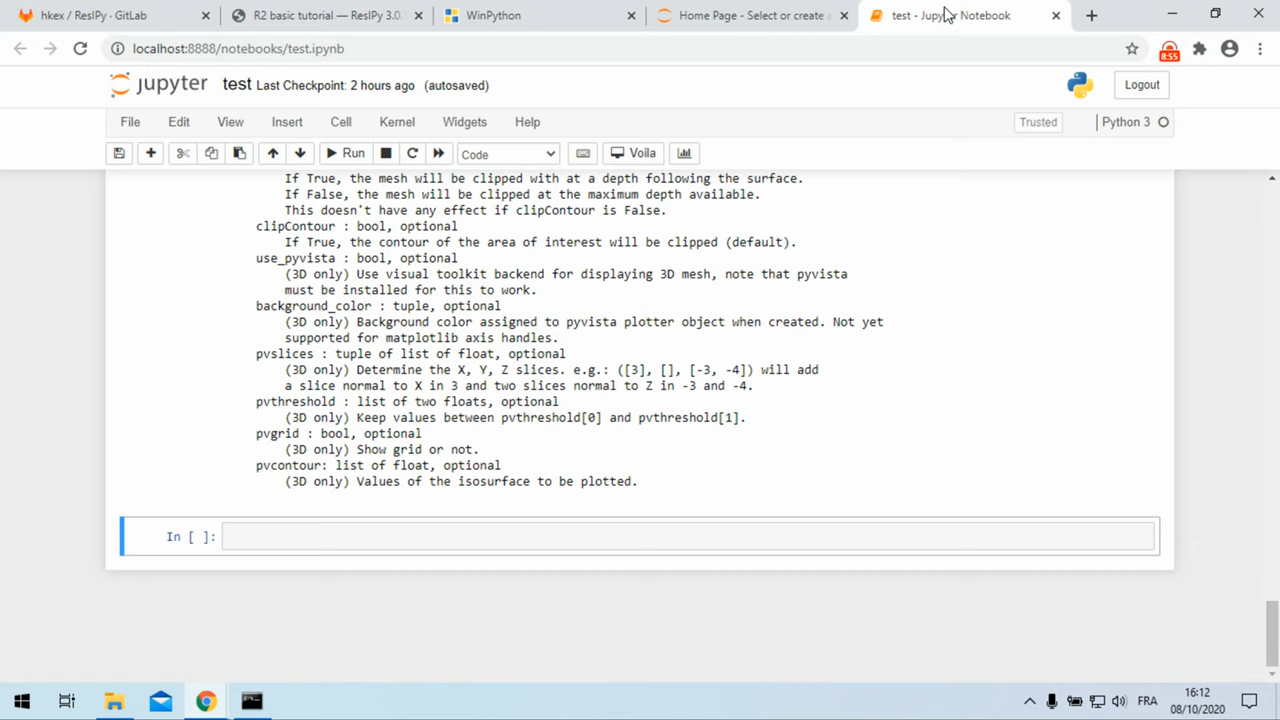 hkex / ResIPy · GitLab
R2 basic tutorial — ResIPy 3.0.
WinPython
Home Page - Select or create a
test - Jupyter Notebook
localhost:8888/notebooks/test.ipynb
8:55
jupyter test Last Checkpoint: 2 hours ago (autosaved)
Logout
File Edit View Insert Cell Kernel Widgets Help
Trusted
Python 3
Run
Code
Voila
If True, the mesh will be clipped with at a depth following the surface.
If False, the mesh will be clipped at the maximum depth available.
This doesn't have any effect if clipContour is False.
clipContour : bool, optional
If True, the contour of the area of interest will be clipped (default).
use_pyvista : bool, optional
(3D only) Use visual toolkit backend for displaying 3D mesh, note that pyvista
must be installed for this to work.
background_color : tuple, optional
(3D only) Background color assigned to pyvista plotter object when created. Not yet
supported for matplotlib axis handles.
pvslices : tuple of list of float, optional
(3D only) Determine the X, Y, Z slices. e.g.: ([3], [], [-3, -4]) will add
a slice normal to X in 3 and two slices normal to Z in -3 and -4.
pvthreshold : list of two floats, optional
(3D only) Keep values between pvthreshold[0] and pvthreshold[1].
pvgrid : bool, optional
(3D only) Show grid or not.
pvcontour: list of float, optional
(3D only) Values of the isosurface to be plotted.
In [ ]:
FRA
16:12
08/10/2020